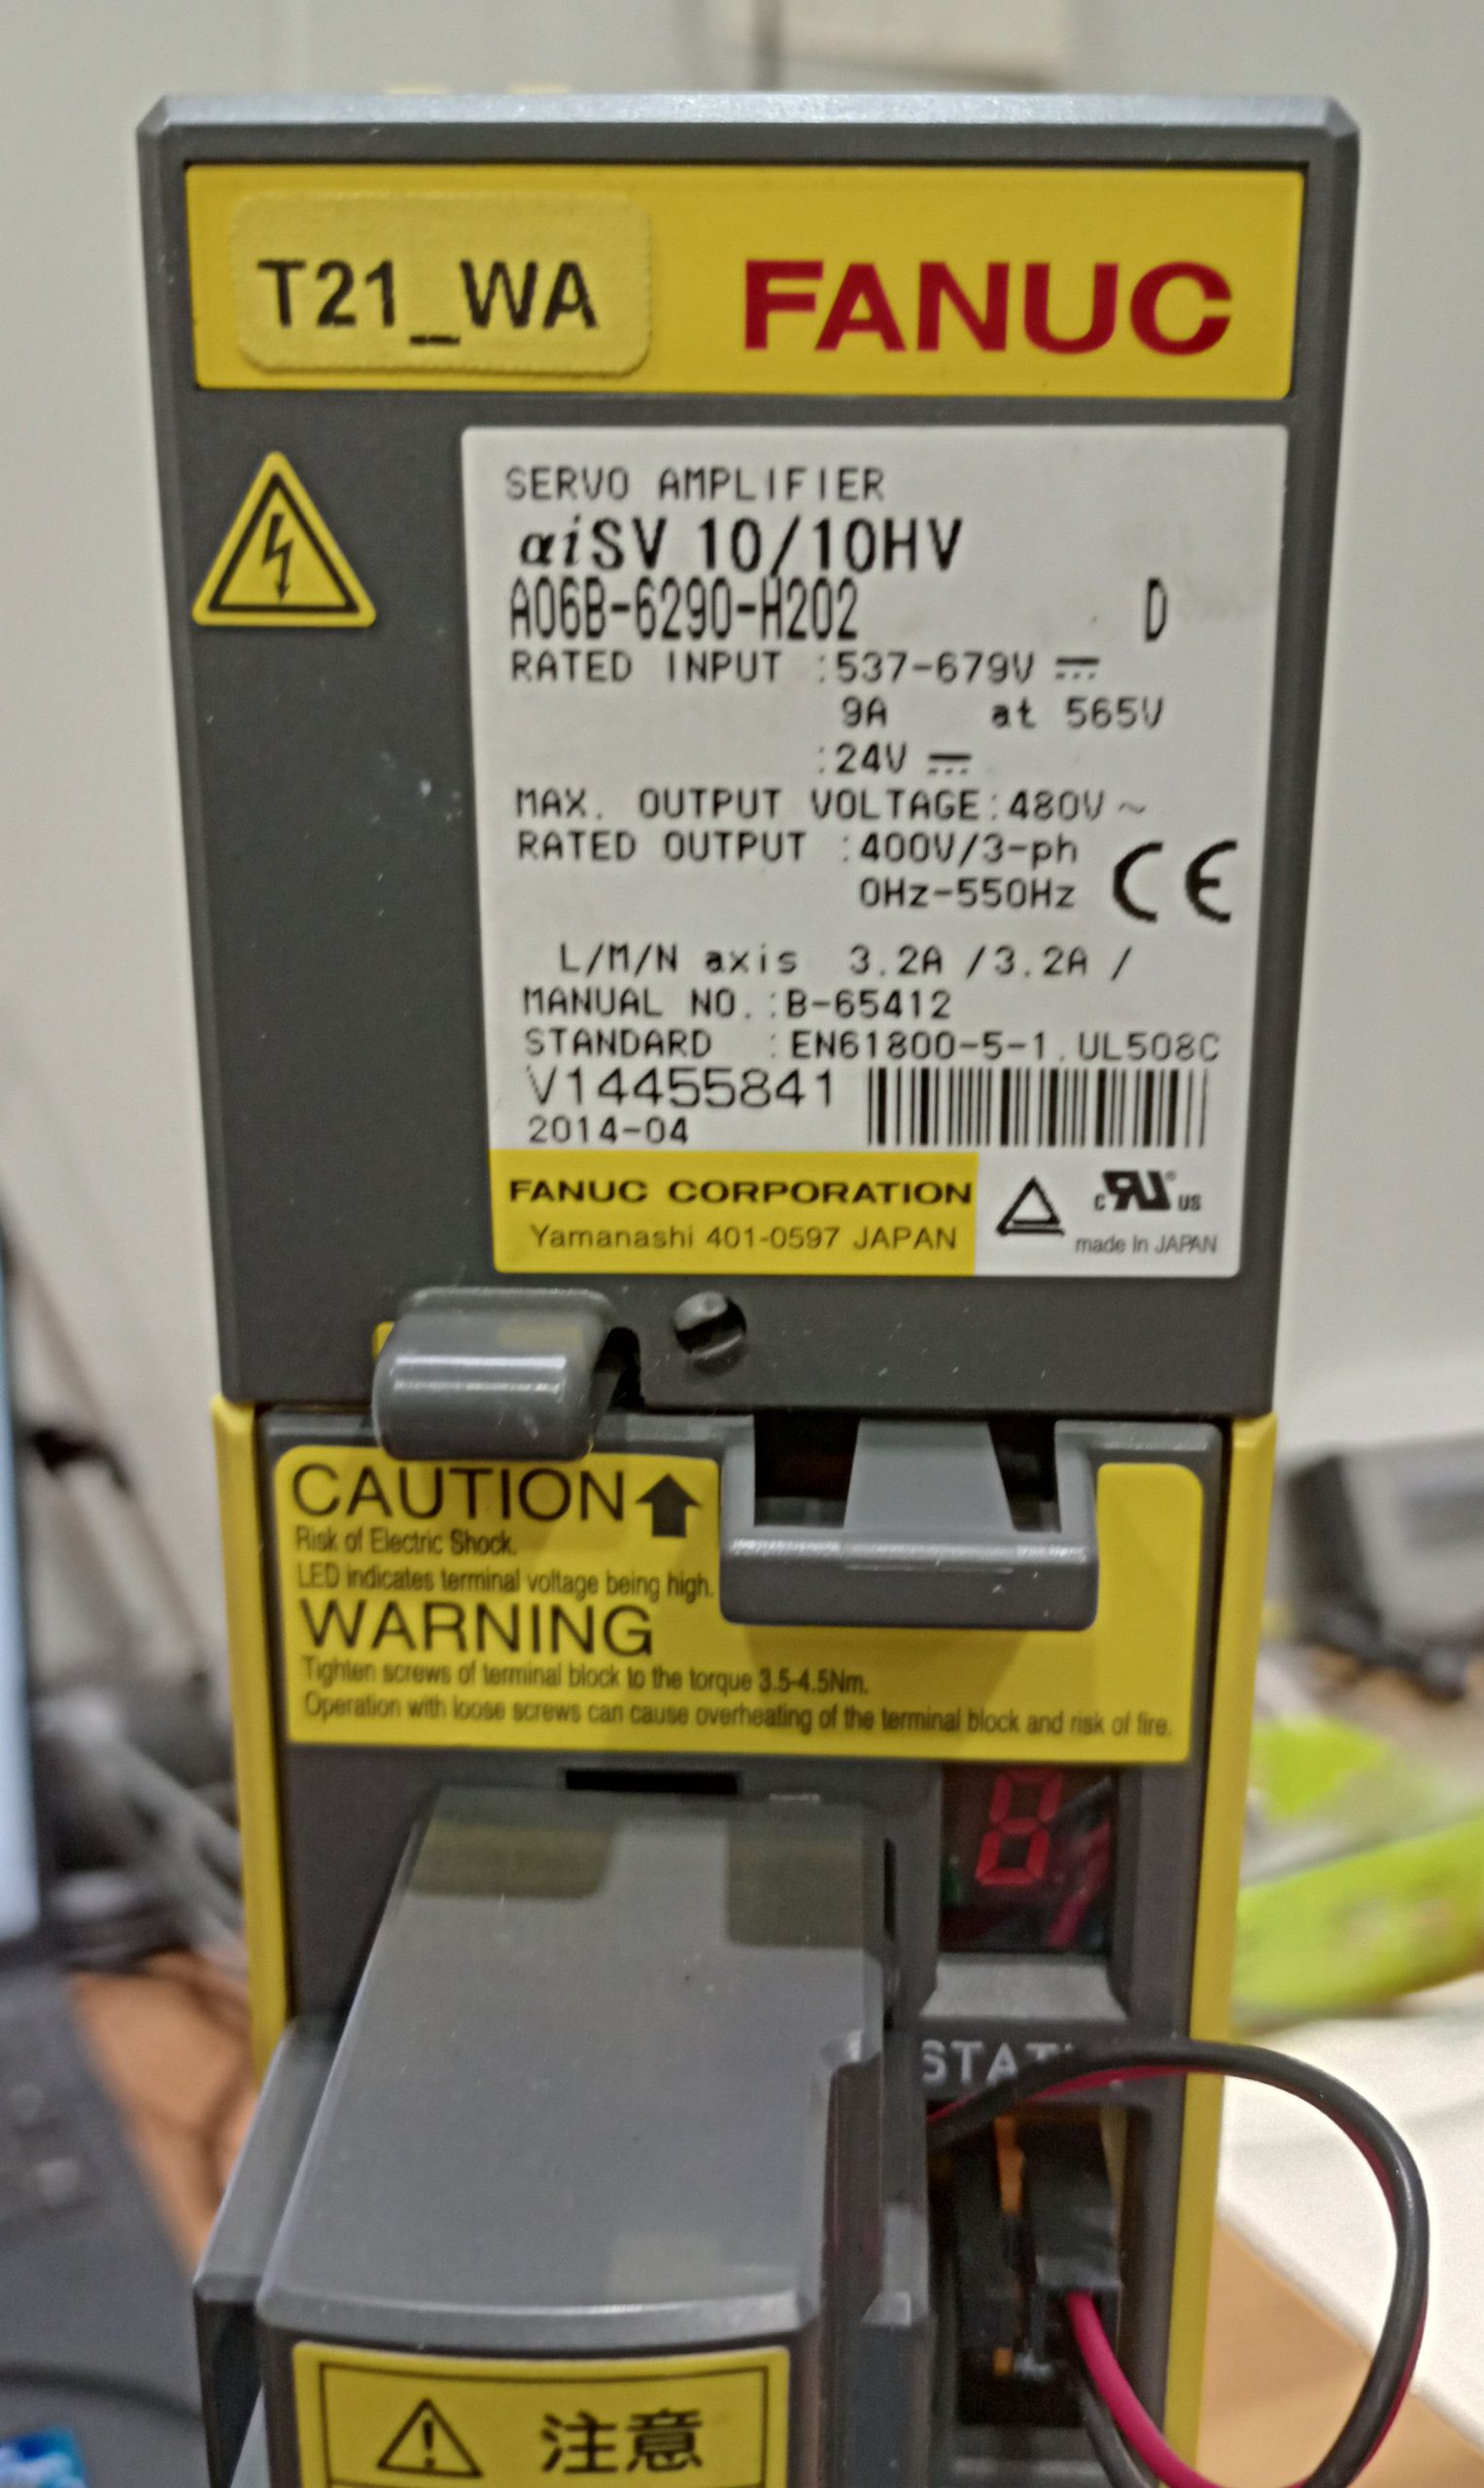 T21_WA
FANUC
SERVO AMPLIFIER
αiSV 10/10HV
A06B-6290-H202 D
RATED INPUT :537-679V
9A at 565V
:24V
MAX. OUTPUT VOLTAGE:480V~
RATED OUTPUT :400V/3-ph
0Hz-550Hz
CE
L/M/N axis 3.2A /3.2A /
MANUAL NO.:B-65412
STANDARD :EN61800-5-1.UL508C
V14455841
2014-04
FANUC CORPORATION
Yamanashi 401-0597 JAPAN
c RU ® US
made In JAPAN
CAUTION
Risk of Electric Shock.
LED indicates terminal voltage being high.
WARNING
Tighten screws of terminal block to the torque 3.5-4.5Nm.
Operation with loose screws can cause overheating of the terminal block and risk of fire.
8
注意